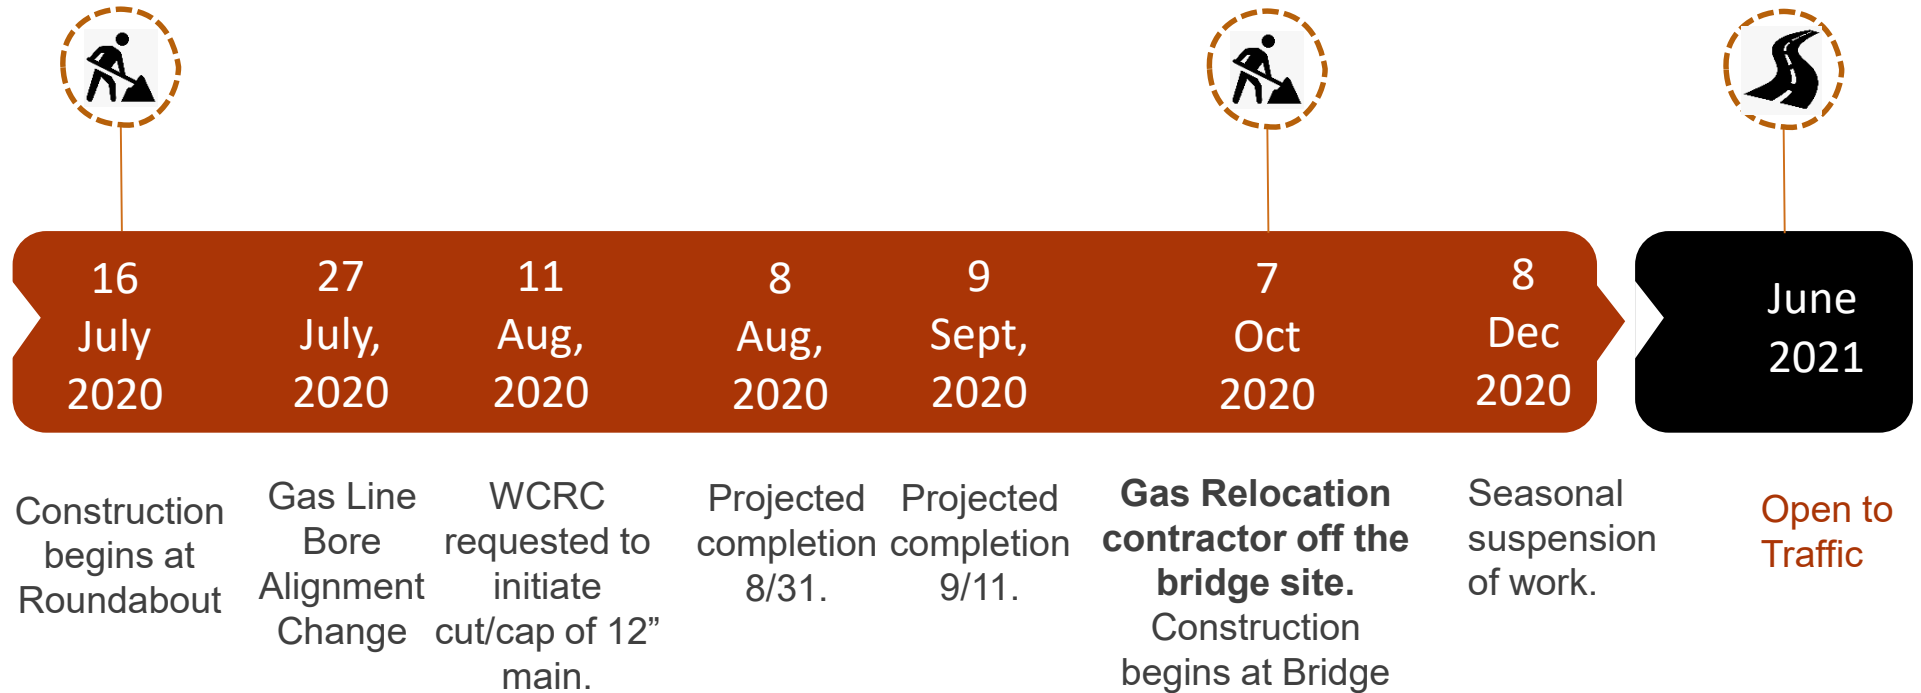 16
July
2020
27
July,
2020
11
Aug,
2020
8
Aug,
2020
9
Sept,
2020
7
Oct
2020
8
Dec
2020
June
2021
Construction
begins at
Roundabout
Gas Line
Bore
Alignment
Change
WCRC
requested to
initiate
cut/cap of 12”
main.
Projected
completion
8/31.
Projected
completion
9/11.
Gas Relocation
contractor off the
bridge site.
Construction
begins at Bridge
Seasonal
suspension
of work.
Open to
Traffic